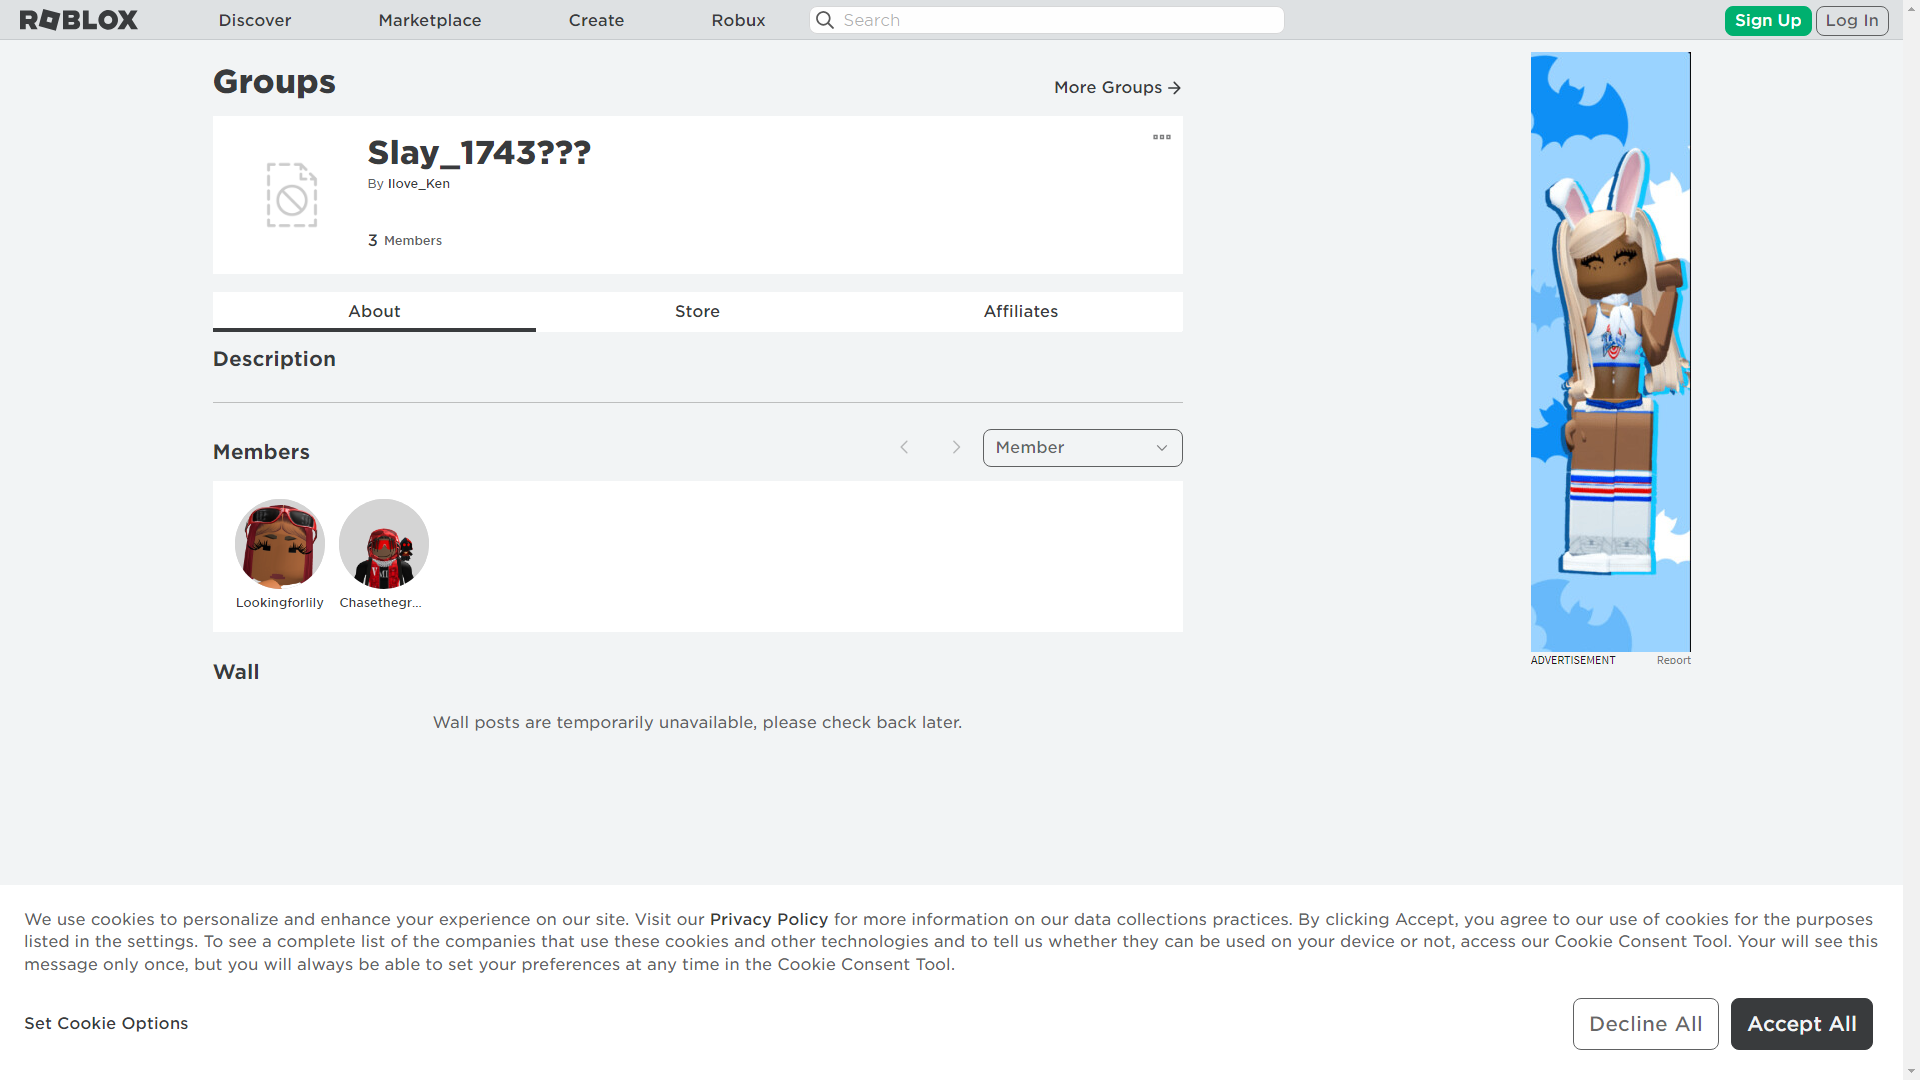 ROBLOX
Discover
Marketplace
Create
Robux
Search
Sign Up
Log In
Groups
More Groups
Slay_1743???
By Ilove_Ken
3 Members
About
Store
Affiliates
Description
Members
Member
Lookingforlily
Chasethegr...
Wall
Wall posts are temporarily unavailable, please check back later.
ADVERTISEMENT
Report
We use cookies to personalize and enhance your experience on our site. Visit our Privacy Policy for more information on our data collections practices. By clicking Accept, you agree to our use of cookies for the purposes
listed in the settings. To see a complete list of the companies that use these cookies and other technologies and to tell us whether they can be used on your device or not, access our Cookie Consent Tool. Your will see this
message only once, but you will always be able to set your preferences at any time in the Cookie Consent Tool.
Set Cookie Options
Decline All
Accept All